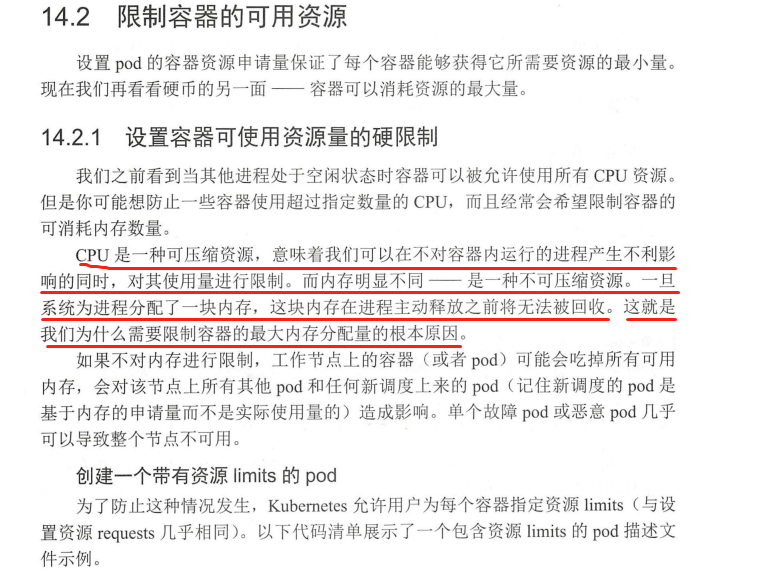 14.2 限制容器的可用资源
设置 pod 的容器资源申请量保证了每个容器能够获得它所需要资源的最小量。
现在我们再看看硬币的另一面 —— 容器可以消耗资源的最大量。
14.2.1 设置容器可使用资源量的硬限制
我们之前看到当其他进程处于空闲状态时容器可以被允许使用所有 CPU 资源。
但是你可能想防止一些容器使用超过指定数量的 CPU，而且经常会希望限制容器的
可消耗内存数量。
CPU 是一种可压缩资源，意味着我们可以在不对容器内运行的进程产生不利影
响的同时，对其使用量进行限制。而内存明显不同 —— 是一种不可压缩资源。一旦
系统为进程分配了一块内存，这块内存在进程主动释放之前将无法被回收。这就是
我们为什么需要限制容器的最大内存分配量的根本原因。
如果不对内存进行限制，工作节点上的容器（或者 pod）可能会吃掉所有可用
内存，会对该节点上所有其他 pod 和任何新调度上来的 pod（记住新调度的 pod 是
基于内存的申请量而不是实际使用量的）造成影响。单个故障 pod 或恶意 pod 几乎
可以导致整个节点不可用。
创建一个带有资源 limits 的 pod
为了防止这种情况发生，Kubernetes 允许用户为每个容器指定资源 limits（与设
置资源 requests 几乎相同）。以下代码清单展示了一个包含资源 limits 的 pod 描述文
件示例。